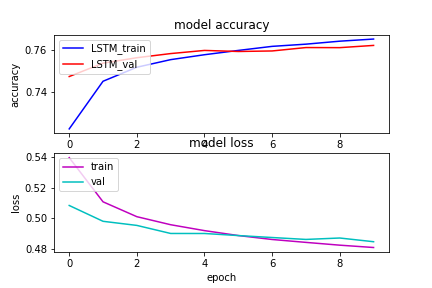 model accuracy
accuracy
0.76
0.74
LSTM_train
LSTM_val
0 2 4 6 8
model loss
loss
0.54
0.52
0.50
0.48
train
val
0 2 4 6 8
epoch